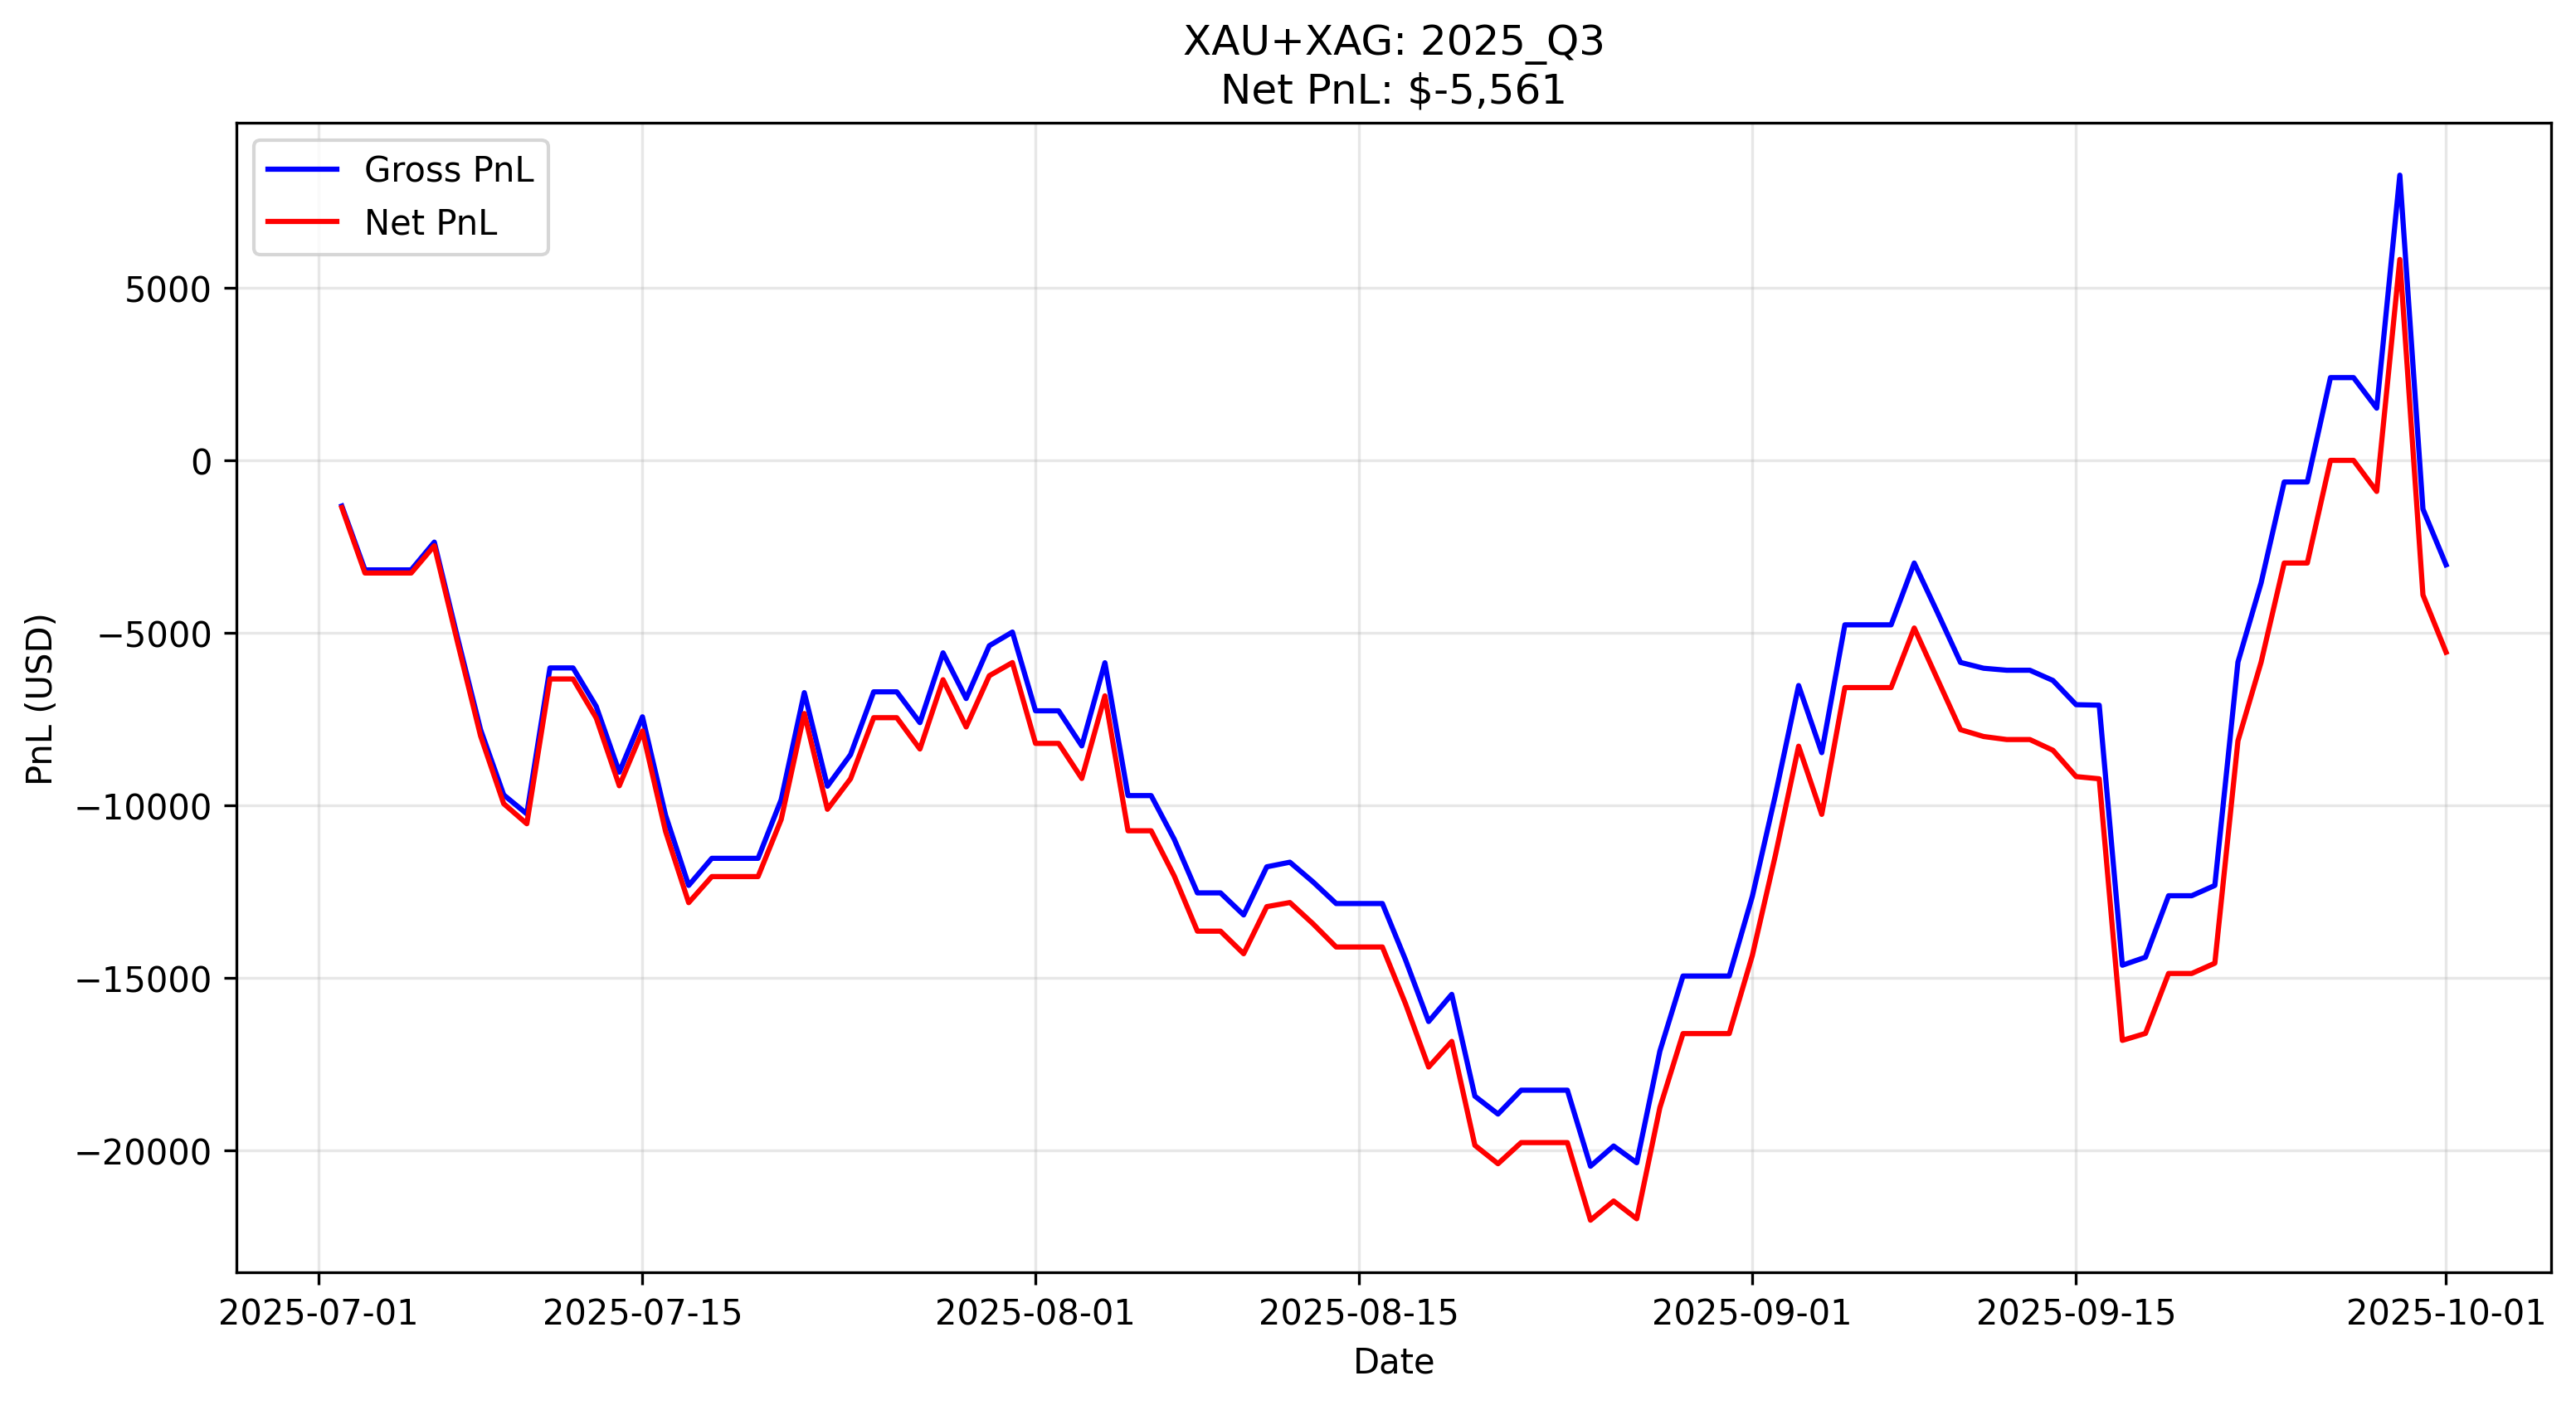 XAU+XAG: 2025_Q3
Net PnL: $-5,561
Gross PnL
Net PnL
5000
0
−5000
−10000
−15000
−20000
PnL (USD)
2025-07-01
2025-07-15
2025-08-01
2025-08-15
2025-09-01
2025-09-15
2025-10-01
Date